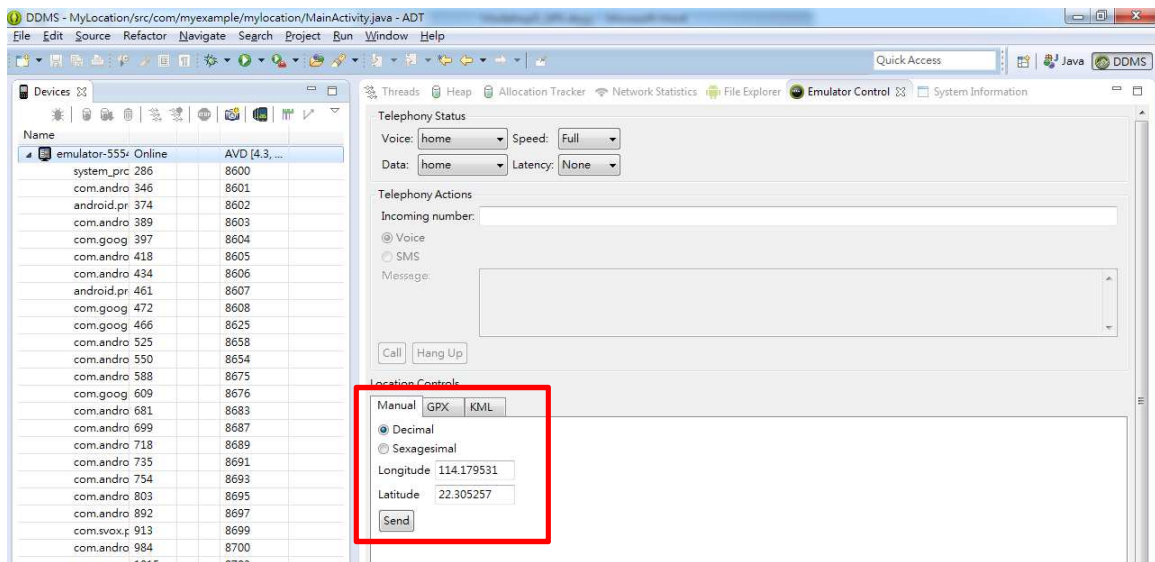 DDMS - MyLocation/src/com/myexample/mylocation/MainActivity.java - ADT
File Edit Source Refactor Navigate Search Project Run Window Help
Quick Access Java DDMS
Devices
Threads Heap Allocation Tracker Network Statistics File Explorer Emulator Control System Information
Name
emulator-5554 Online AVD [4.3, ...
system_prc 286 8600
com.andro 346 8601
android.pr 374 8602
com.andro 389 8603
com.goog 397 8604
com.andro 418 8605
com.andro 434 8606
android.pr 461 8607
com.goog 472 8608
com.goog 466 8625
com.andro 525 8658
com.andro 550 8654
com.andro 588 8675
com.goog 609 8676
com.andro 681 8683
com.andro 699 8687
com.andro 718 8689
com.andro 735 8691
com.andro 754 8693
com.andro 803 8695
com.andro 892 8697
com.svox.p 913 8699
com.andro 984 8700
Telephony Status
Voice: home Speed: Full
Data: home Latency: None
Telephony Actions
Incoming number:
Voice
SMS
Message:
Call Hang Up
Location Controls
Manual GPX KML
Decimal
Sexagesimal
Longitude 114.179531
Latitude 22.305257
Send